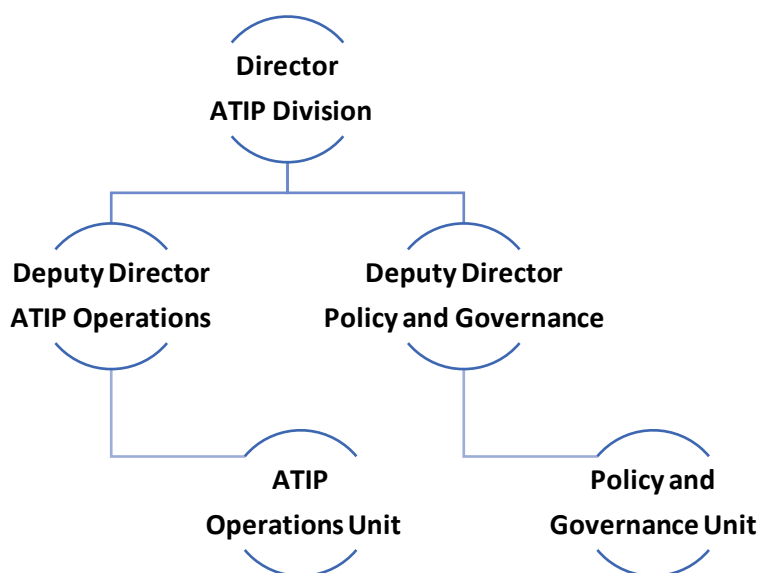 Director
ATIP Division
Deputy Director
ATIP Operations
Deputy Director
Policy and Governance
ATIP
Operations Unit
Policy and
Governance Unit